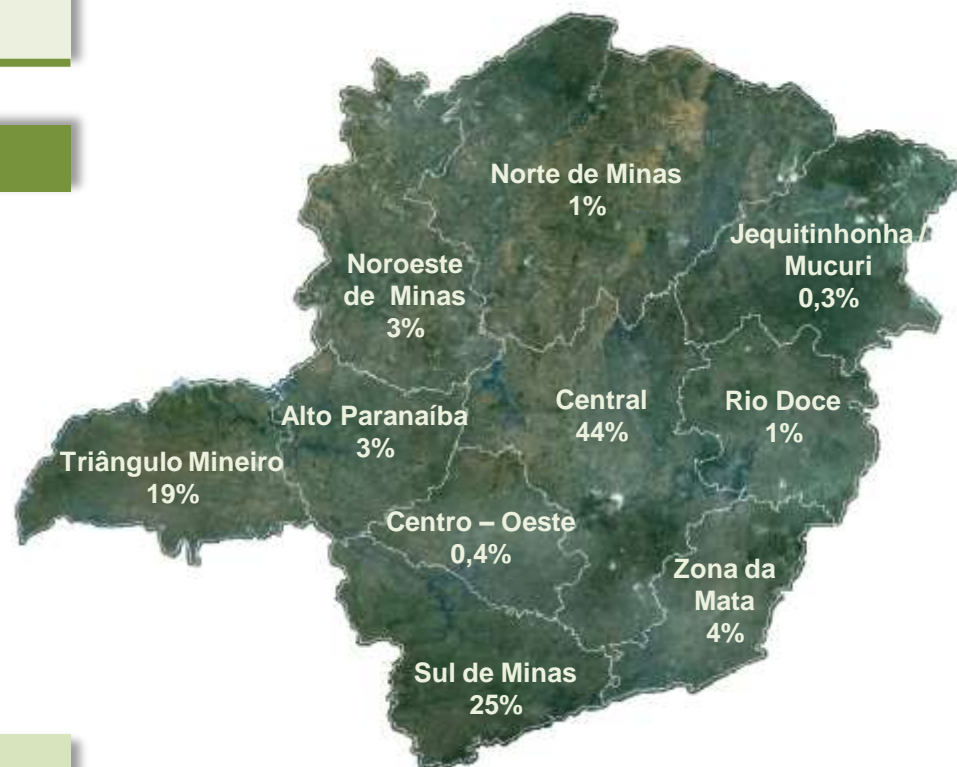 Norte de Minas
1%
Jequitinhonha/
Mucuri
0,3%
Noroeste
de Minas
3%
Central
44%
Rio Doce
1%
Alto Paranaíba
3%
Triângulo Mineiro
19%
Centro – Oeste
0,4%
Zona da
Mata
4%
Sul de Minas
25%